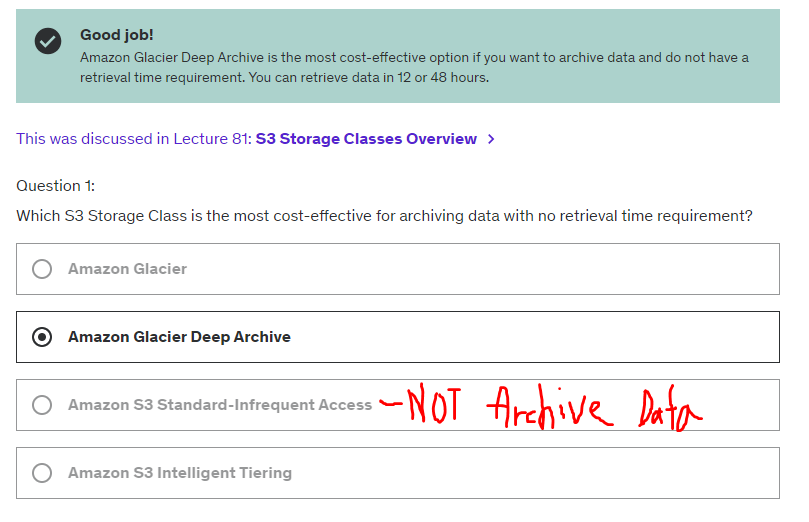 Good job!
Amazon Glacier Deep Archive is the most cost-effective option if you want to archive data and do not have a
retrieval time requirement. You can retrieve data in 12 or 48 hours.
This was discussed in Lecture 81: S3 Storage Classes Overview >
Question 1:
Which S3 Storage Class is the most cost-effective for archiving data with no retrieval time requirement?
Amazon Glacier
Amazon Glacier Deep Archive
Amazon S3 Standard-Infrequent Access - NOT Archive Data
Amazon S3 Intelligent Tiering